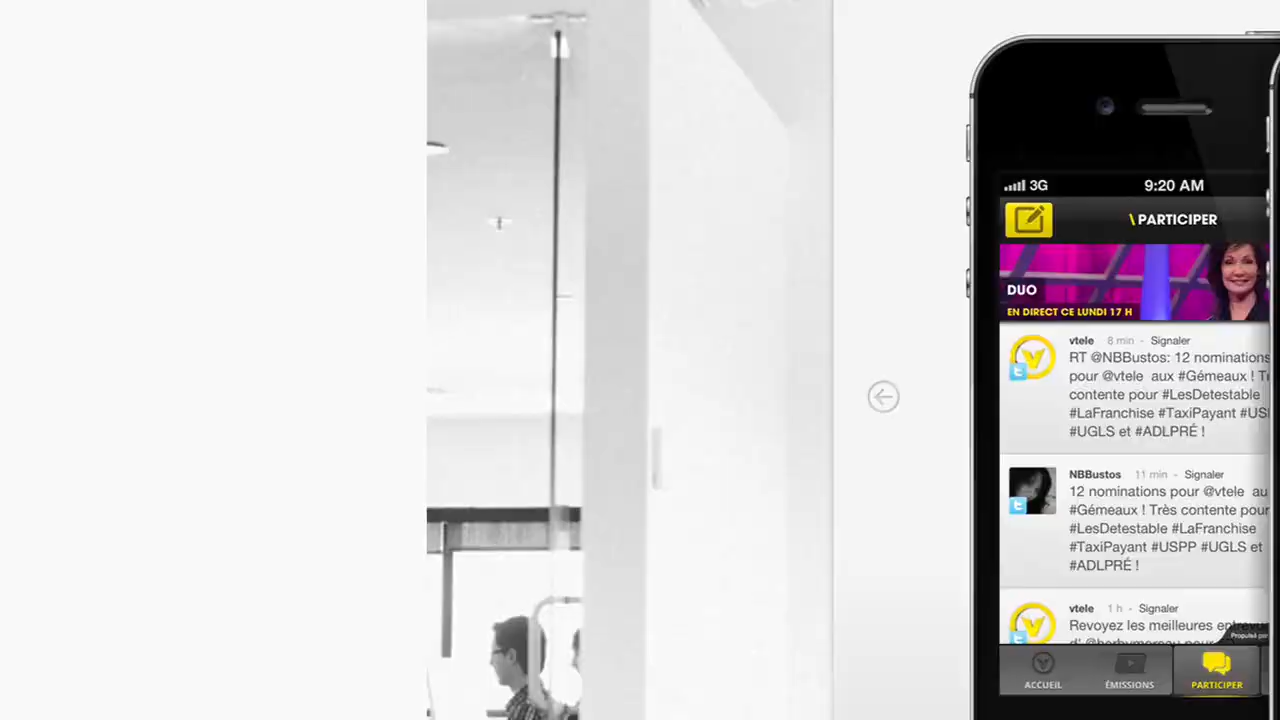 3G
9:20 AM
\ PARTICIPER
DUO
EN DIRECT CE LUNDI 17 H
vtele 8 min - Signaler
RT @NBBustos: 12 nominations
pour @vtele aux #Gémeaux ! 
contente pour #LesDetestable
#LaFranchise #TaxiPayant
#UGLS et #ADLPRÉ !
NBBustos 11 min - Signaler
12 nominations pour @vtele
#Gémeaux ! Très contente pour
#LesDetestable #LaFranchise
#TaxiPayant #USPP #UGLS et
#ADLPRÉ !
vtele 1 h - Signaler
Revoyez les meilleures
Propulsé par
ACCUEIL
ÉMISSIONS
PARTICIPER